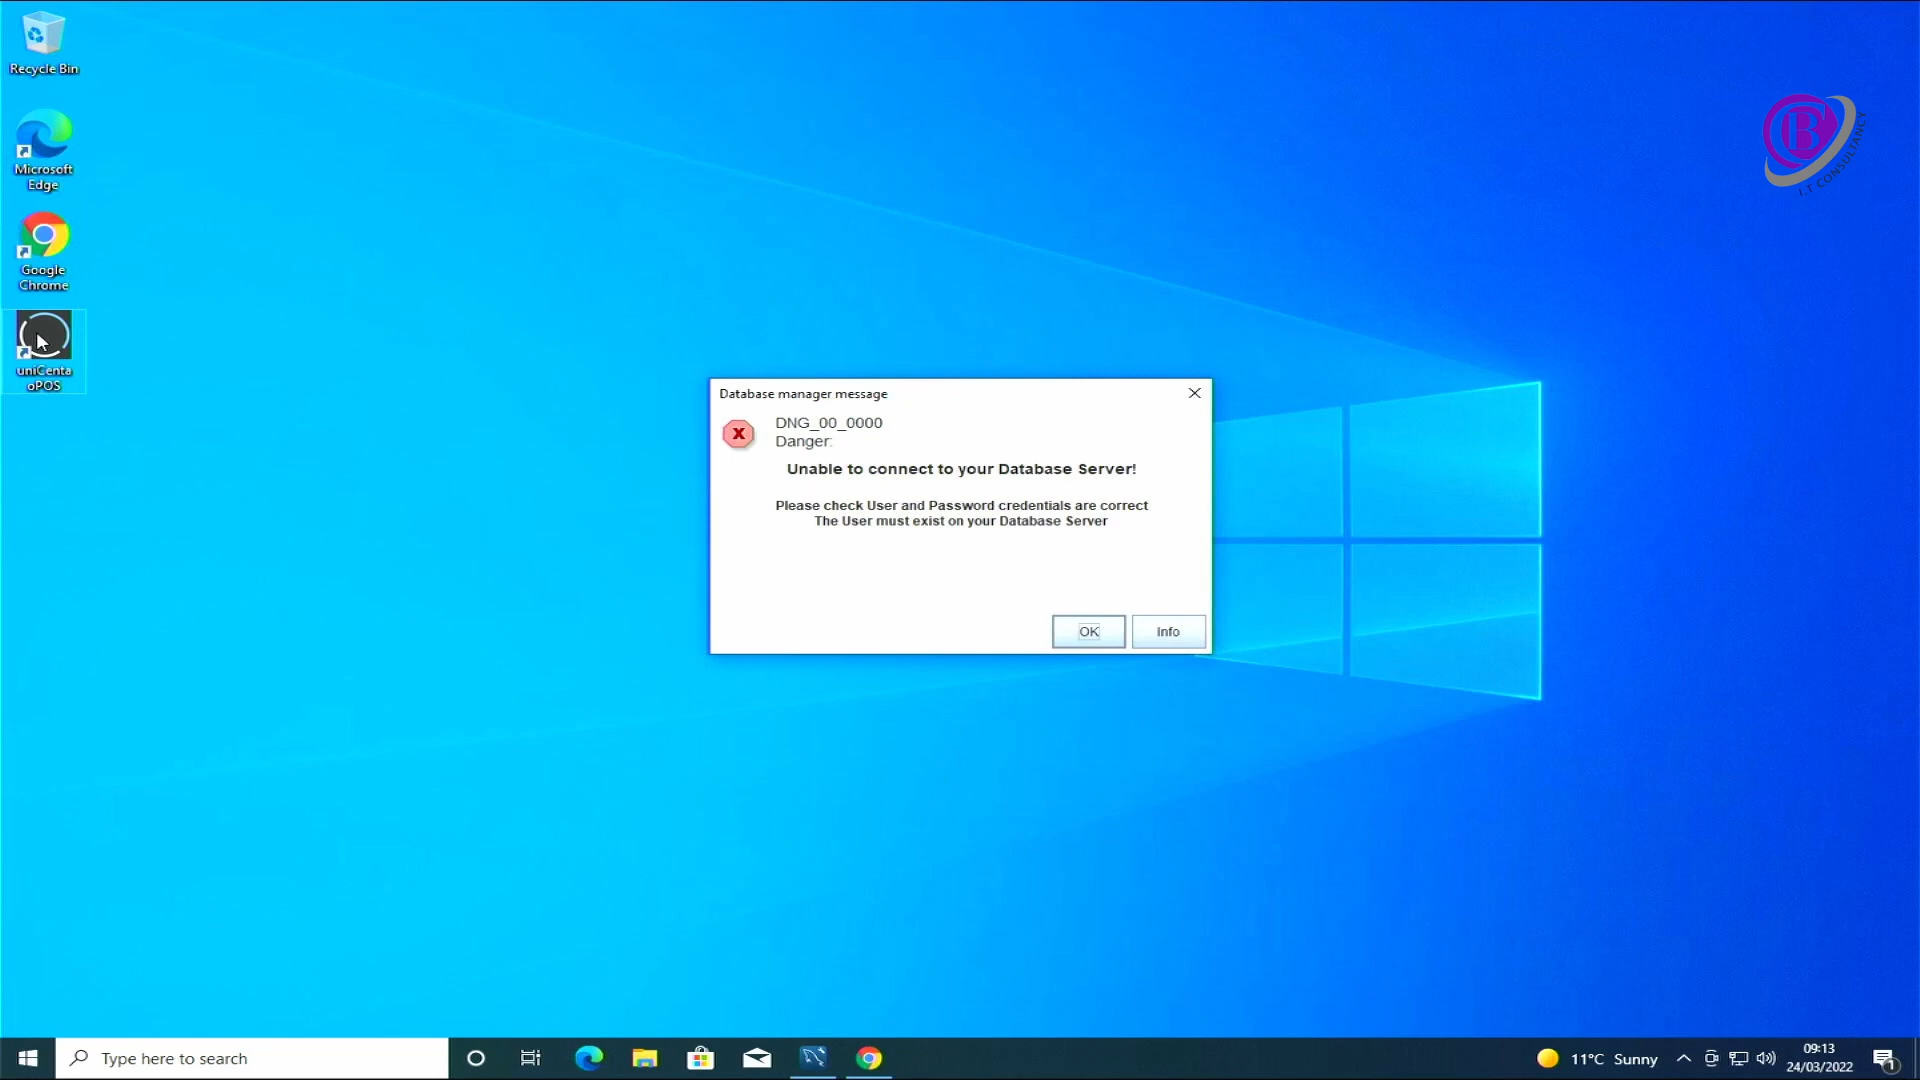 Recycle Bin
Microsoft
Edge
Google
Chrome
uniCenta
oPOS
I.T CONSULTANCY
Database manager message
DNG_00_0000
Danger:
Unable to connect to your Database Server!
Please check User and Password credentials are correct
The User must exist on your Database Server
OK
Info
Type here to search
11°C Sunny
09:13
24/03/2022
1